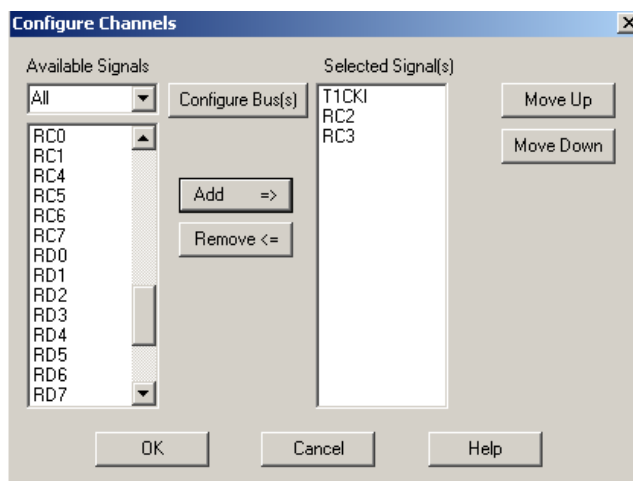 Configure Channels
Available Signals
Selected Signal(s)
All
Configure Bus(s)
T1CKI
RC2
RC3
Move Up
Move Down
RC0
RC1
RC4
RC5
RC6
RC7
RD0
RD1
RD2
RD3
RD4
RD5
RD6
RD7
Add =>
Remove <=
OK
Cancel
Help